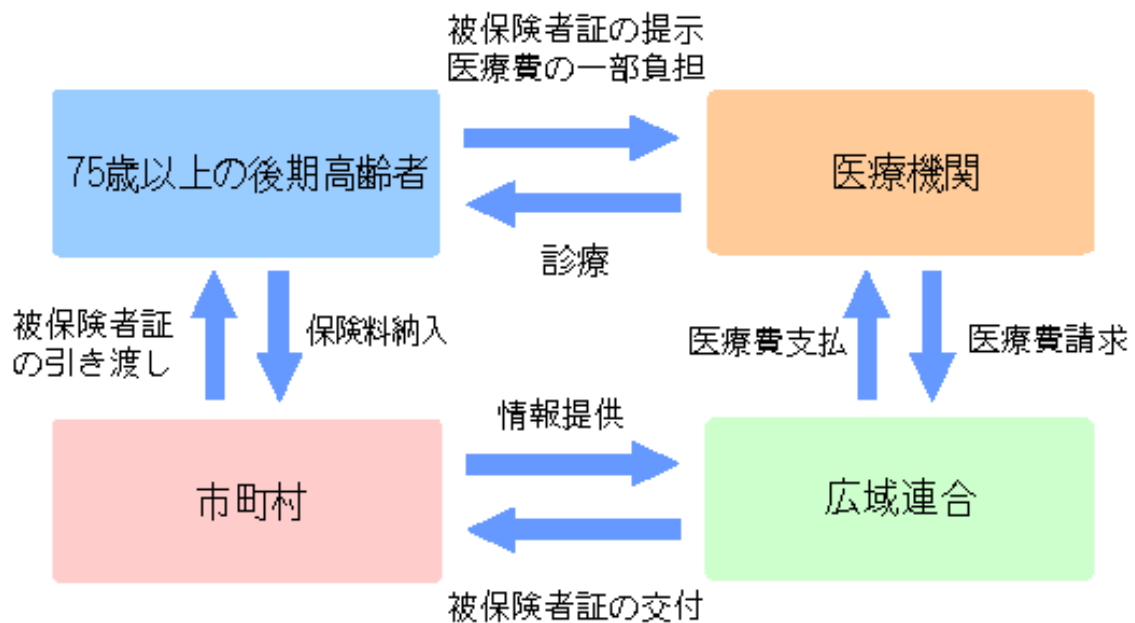 被保険者証の提示
医療費の一部負担
75歳以上の後期高齢者
医療機関
診療
被保険者証
の引き渡し
保険料納入
医療費支払
医療費請求
情報提供
市町村
広域連合
被保険者証の交付